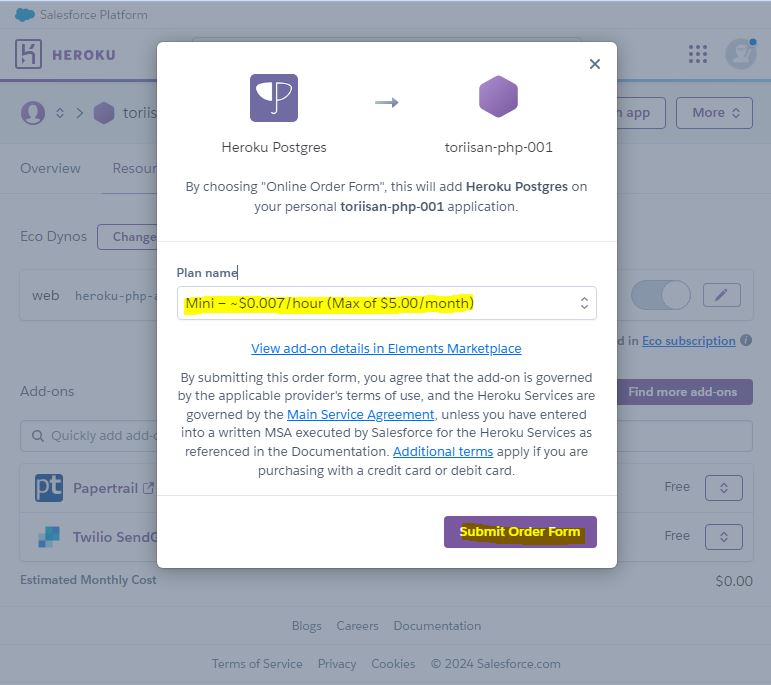 Salesforce Platform
HEROKU
toriis
n app
More
Overview
Resour
Heroku Postgres
toriisan-php-001
By choosing "Online Order Form", this will add Heroku Postgres on
your personal toriisan-php-001 application.
Eco Dynos
Change
Plan name
web
heroku-php-a
Mini – ~$0.007/hour (Max of $5.00/month)
d in Eco subscription
View add-on details in Elements Marketplace
By submitting this order form, you agree that the add-on is governed
by the applicable provider's terms of use, and the Heroku Services are
governed by the Main Service Agreement, unless you have entered
into a written MSA executed by Salesforce for the Heroku Services as
referenced in the Documentation. Additional terms apply if you are
purchasing with a credit card or debit card.
Add-ons
Find more add-ons
Quickly add add-o
pt
Papertrail
Free
Twilio SendG
Free
Submit Order Form
Estimated Monthly Cost
$0.00
Blogs Careers Documentation
Terms of Service Privacy Cookies © 2024 Salesforce.com